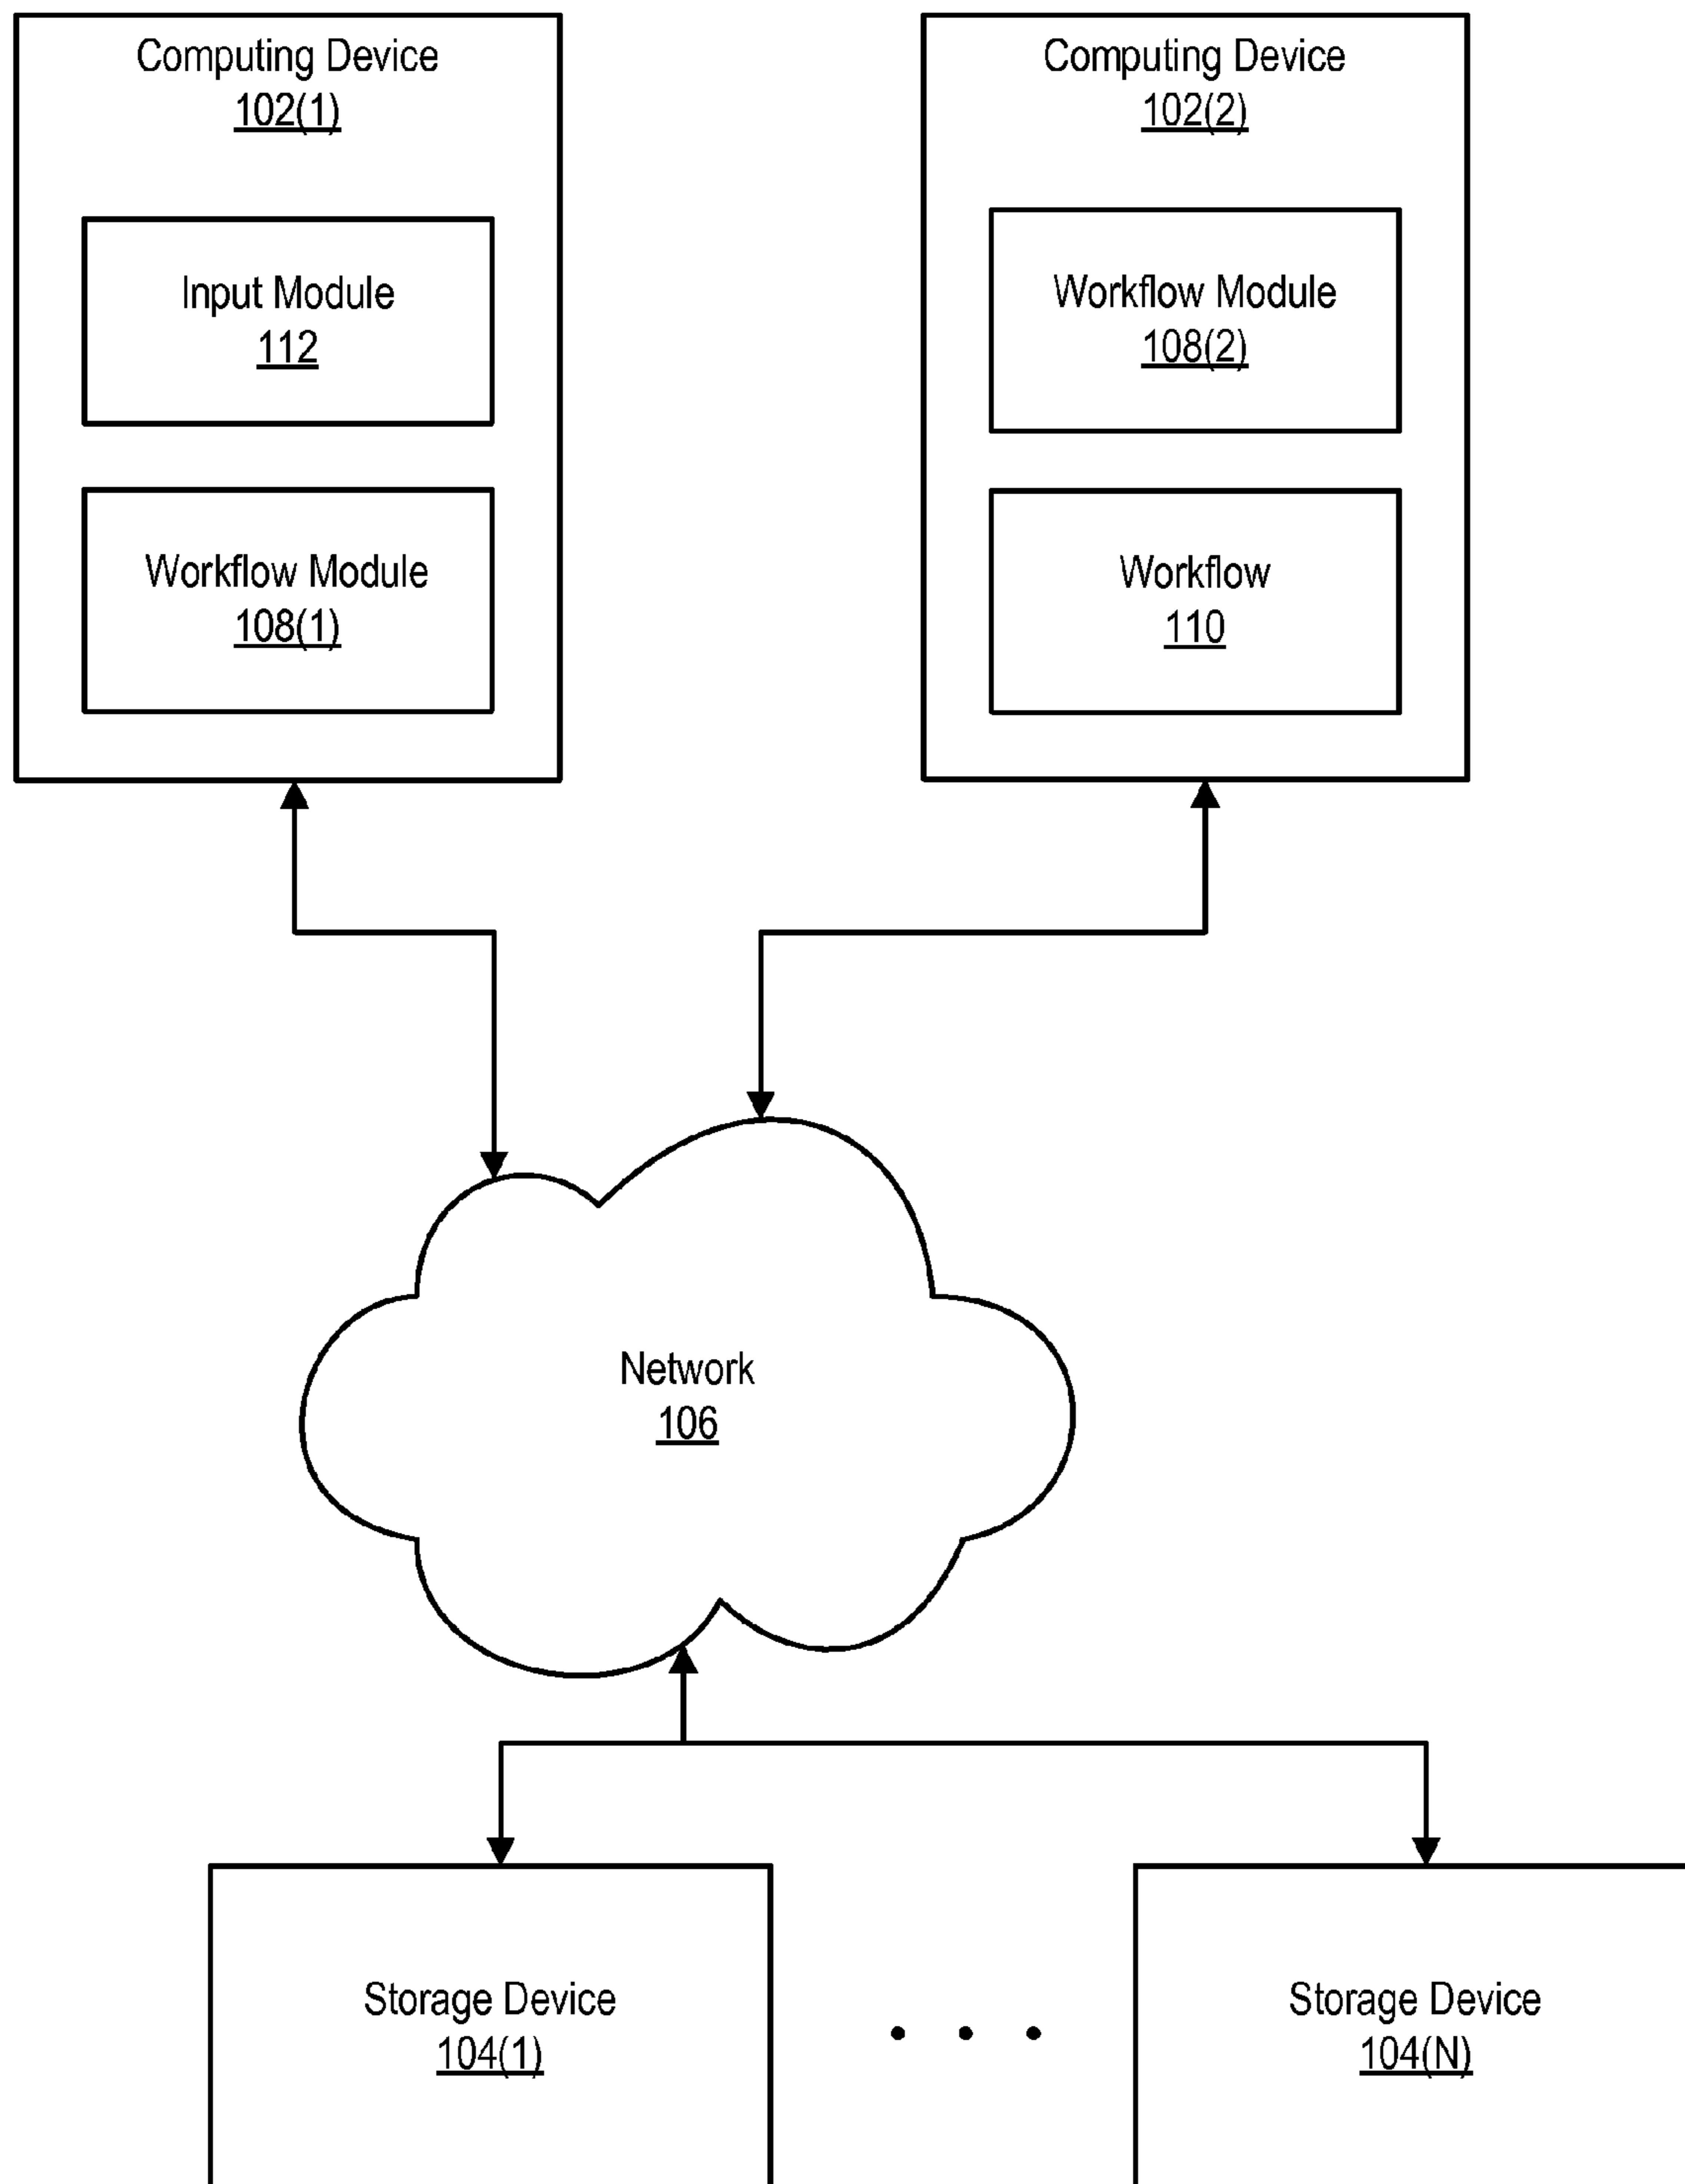 Computing Device
102(1)
Input Module
112
Workflow Module
108(1)
Computing Device
102(2)
Workflow Module
108(2)
Workflow
110
Network
106
Storage Device
104(1)
Storage Device
104(N)